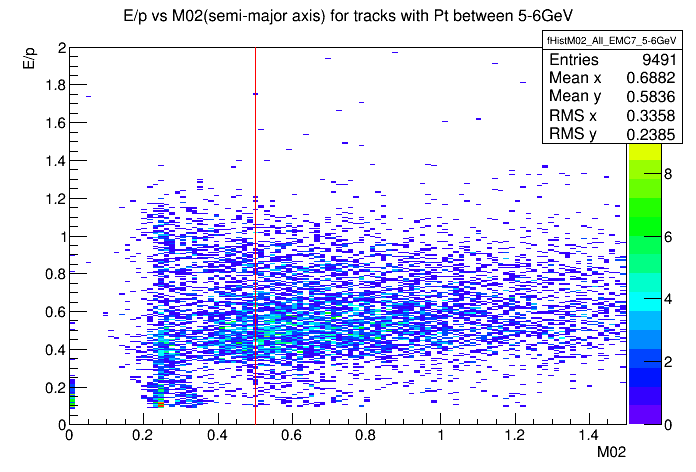 E/p vs M02(semi-major axis) for tracks with Pt between 5-6GeV
fHistM02_All_EMC7_5-6GeV
Entries 9491
Mean x 0.6882
Mean y 0.5836
RMS x 0.3358
RMS y 0.2385
E/p
2
1.8
1.6
1.4
1.2
1
0.8
0.6
0.4
0.2
0
8
6
4
2
0
0 0.2 0.4 0.6 0.8 1 1.2 1.4
M02